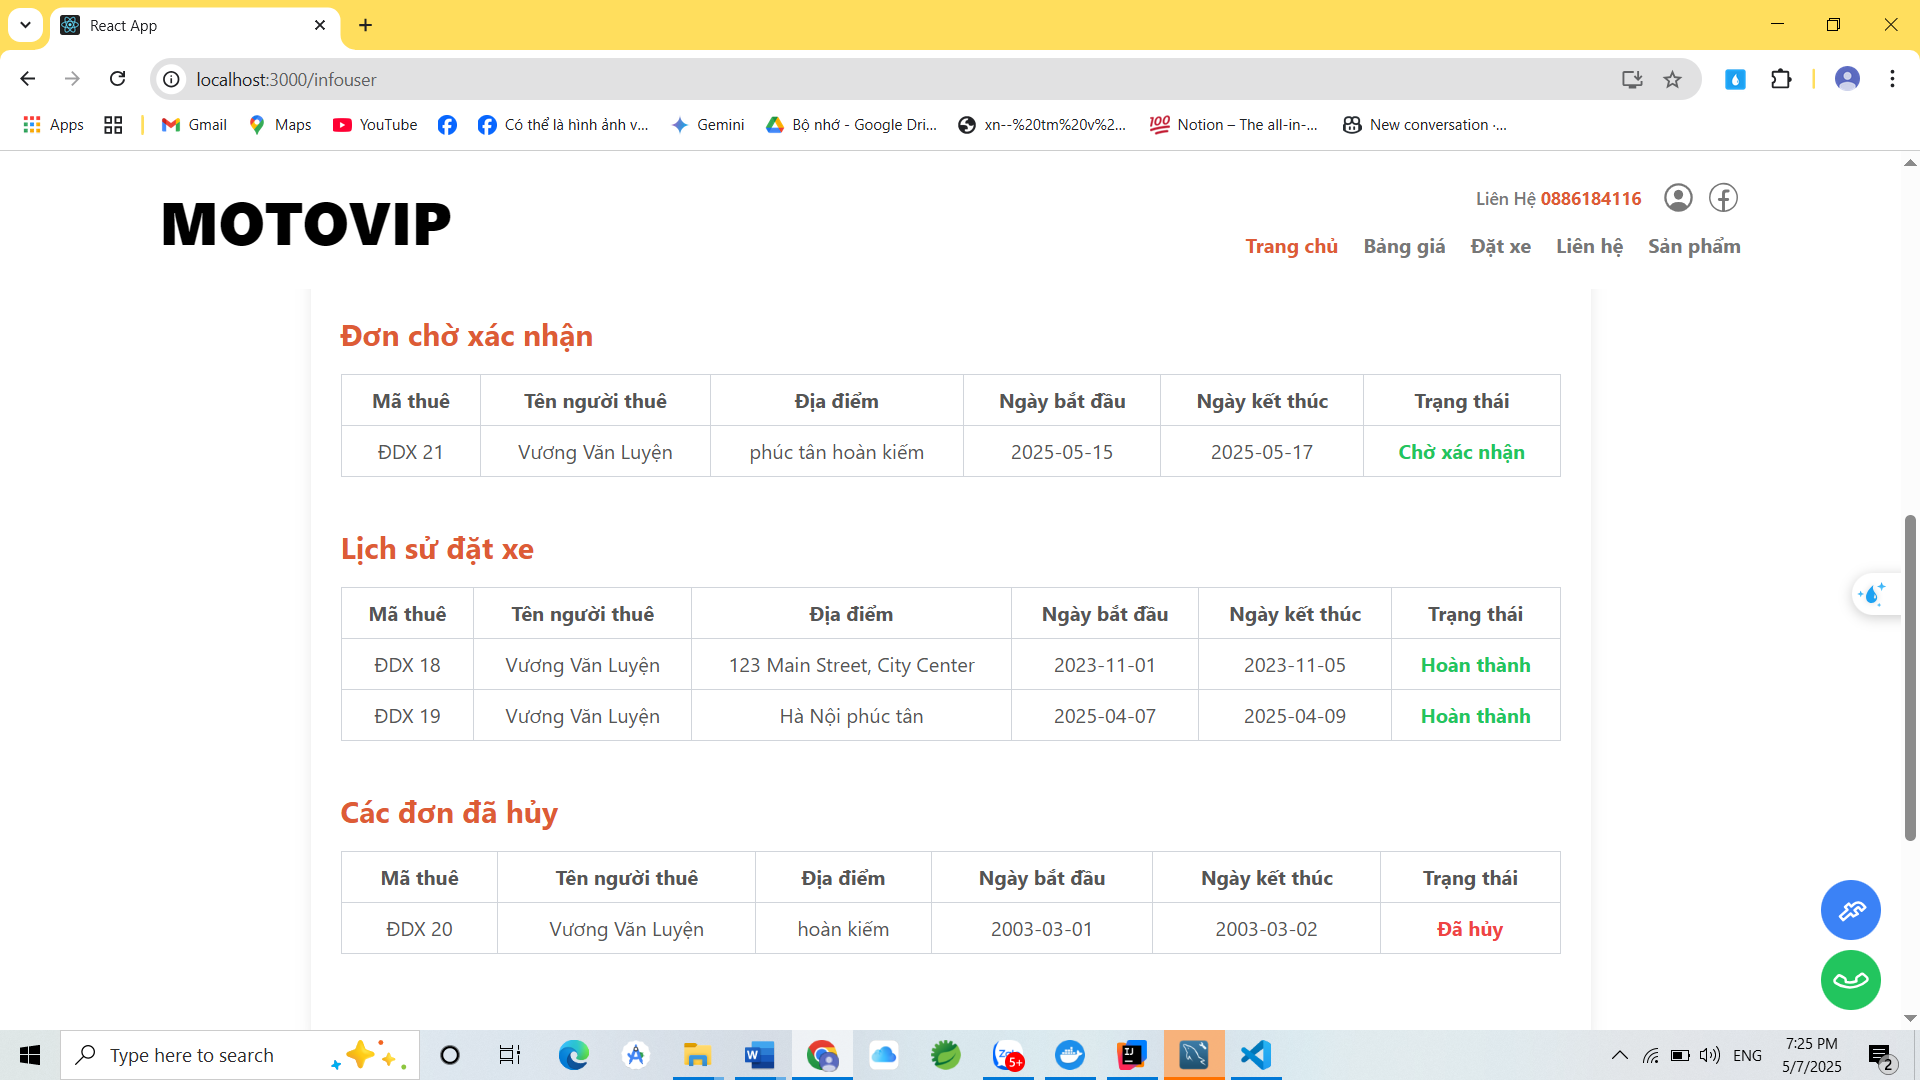 React App
localhost:3000/infouser
Apps Gmail Maps YouTube Có thể là hình ảnh v... Gemini Bộ nhớ - Google Dri... xn--%20tm%20v%2... Notion – The all-in-... New conversation ·...
MOTOVIP
Liên Hệ 0886184116
Trang chủ Bảng giá Đặt xe Liên hệ Sản phẩm
Đơn chờ xác nhận
Mã thuê Tên người thuê Địa điểm Ngày bắt đầu Ngày kết thúc Trạng thái
ĐDX 21 Vương Văn Luyện phúc tân hoàn kiếm 2025-05-15 2025-05-17 Chờ xác nhận
Lịch sử đặt xe
Mã thuê Tên người thuê Địa điểm Ngày bắt đầu Ngày kết thúc Trạng thái
ĐDX 18 Vương Văn Luyện 123 Main Street, City Center 2023-11-01 2023-11-05 Hoàn thành
ĐDX 19 Vương Văn Luyện Hà Nội phúc tân 2025-04-07 2025-04-09 Hoàn thành
Các đơn đã hủy
Mã thuê Tên người thuê Địa điểm Ngày bắt đầu Ngày kết thúc Trạng thái
ĐDX 20 Vương Văn Luyện hoàn kiếm 2003-03-01 2003-03-02 Đã hủy
Type here to search
5+
ENG
7:25 PM
5/7/2025
2